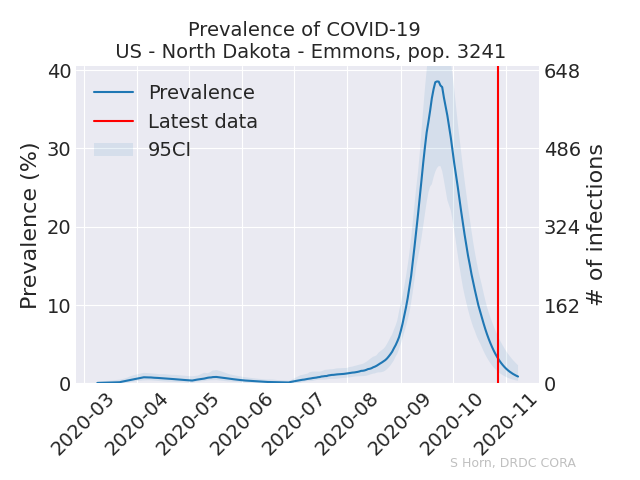 Prevalence of COVID-19
US - North Dakota - Emmons, pop. 3241
40
30
20
10
0
Prevalence (%)
Prevalence
Latest data
95CI
648
486
324
162
0
# of infections
2020-03
2020-04
2020-05
2020-06
2020-07
2020-08
2020-09
2020-10
2020-11
S Horn, DRDC CORA